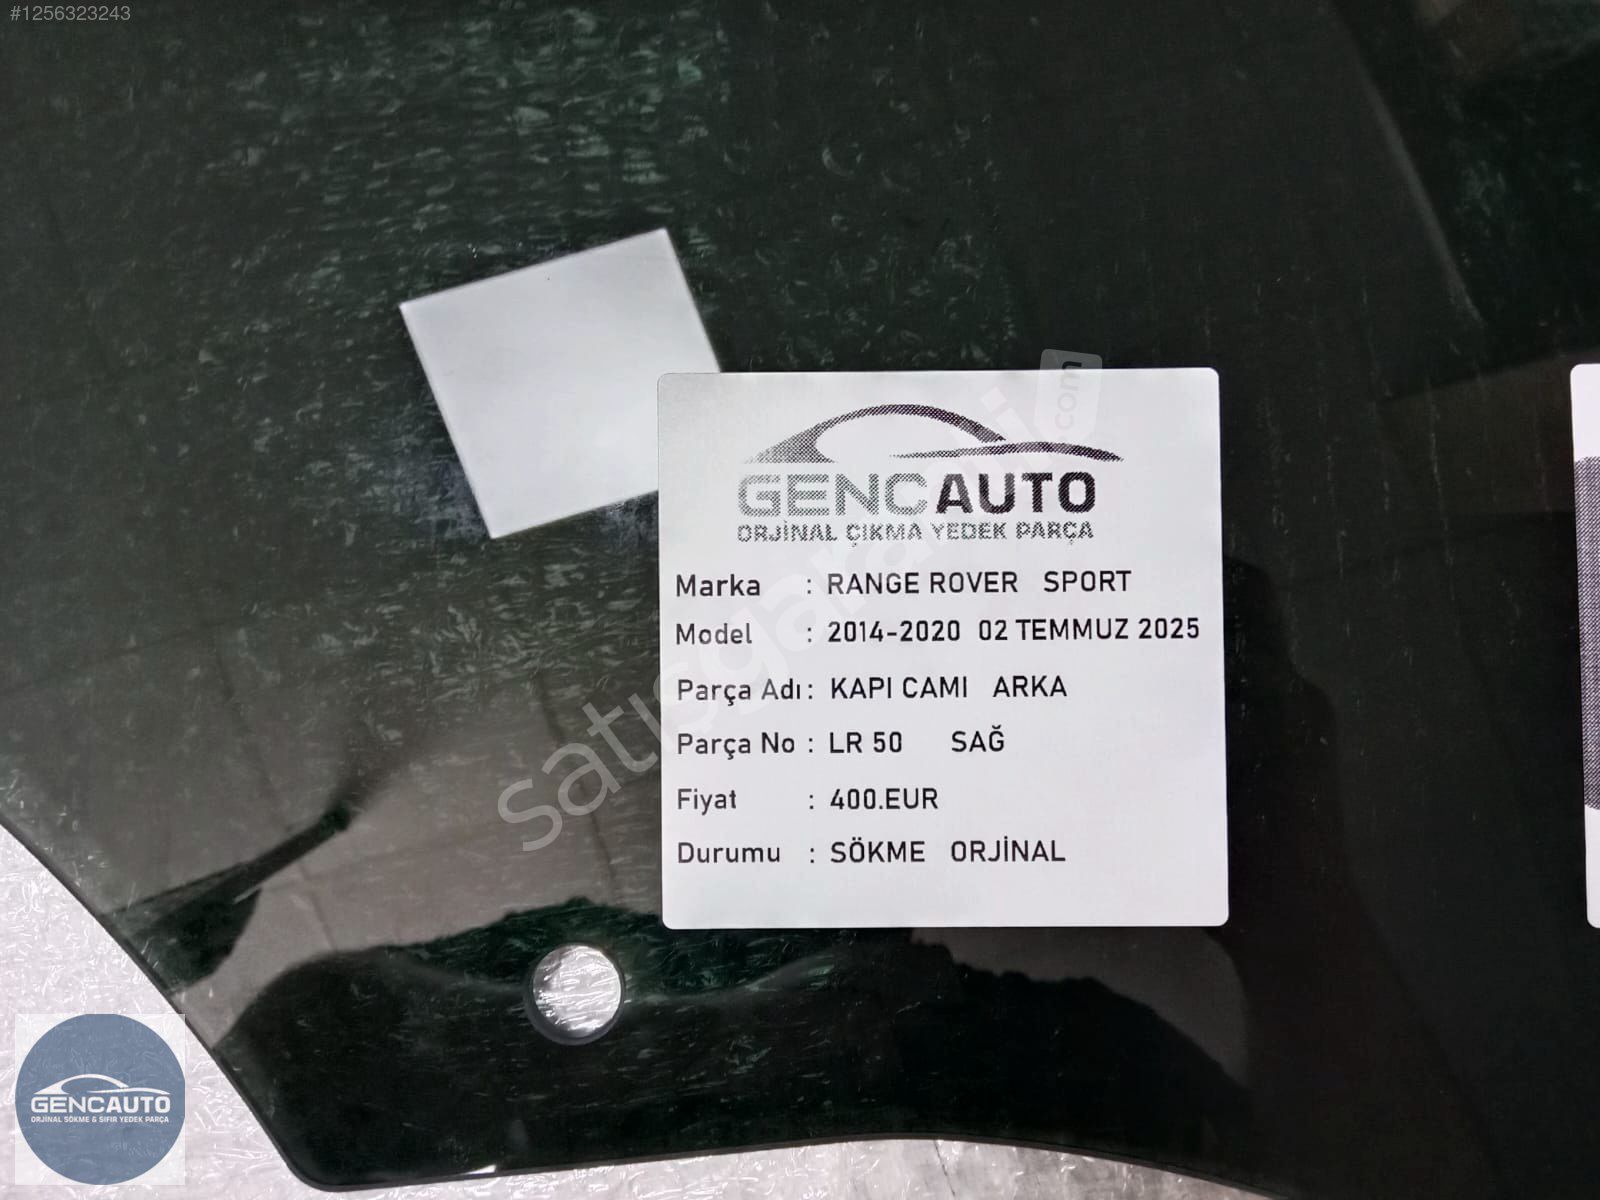 #1256323243
GENCAUTO
ORJİNAL ÇIKMA YEDEK PARÇA
Marka : RANGE ROVER SPORT
Model : 2014-2020 02 TEMMUZ 2025
Parça Adı : KAPI CAMI ARKA
Parça No : LR 50 SAĞ
Fiyat : 400.EUR
Durumu : SÖKME ORJİNAL
satisgaraji.com
GENCAUTO
ORJİNAL SÖKME & SIFIR YEDEK PARÇA